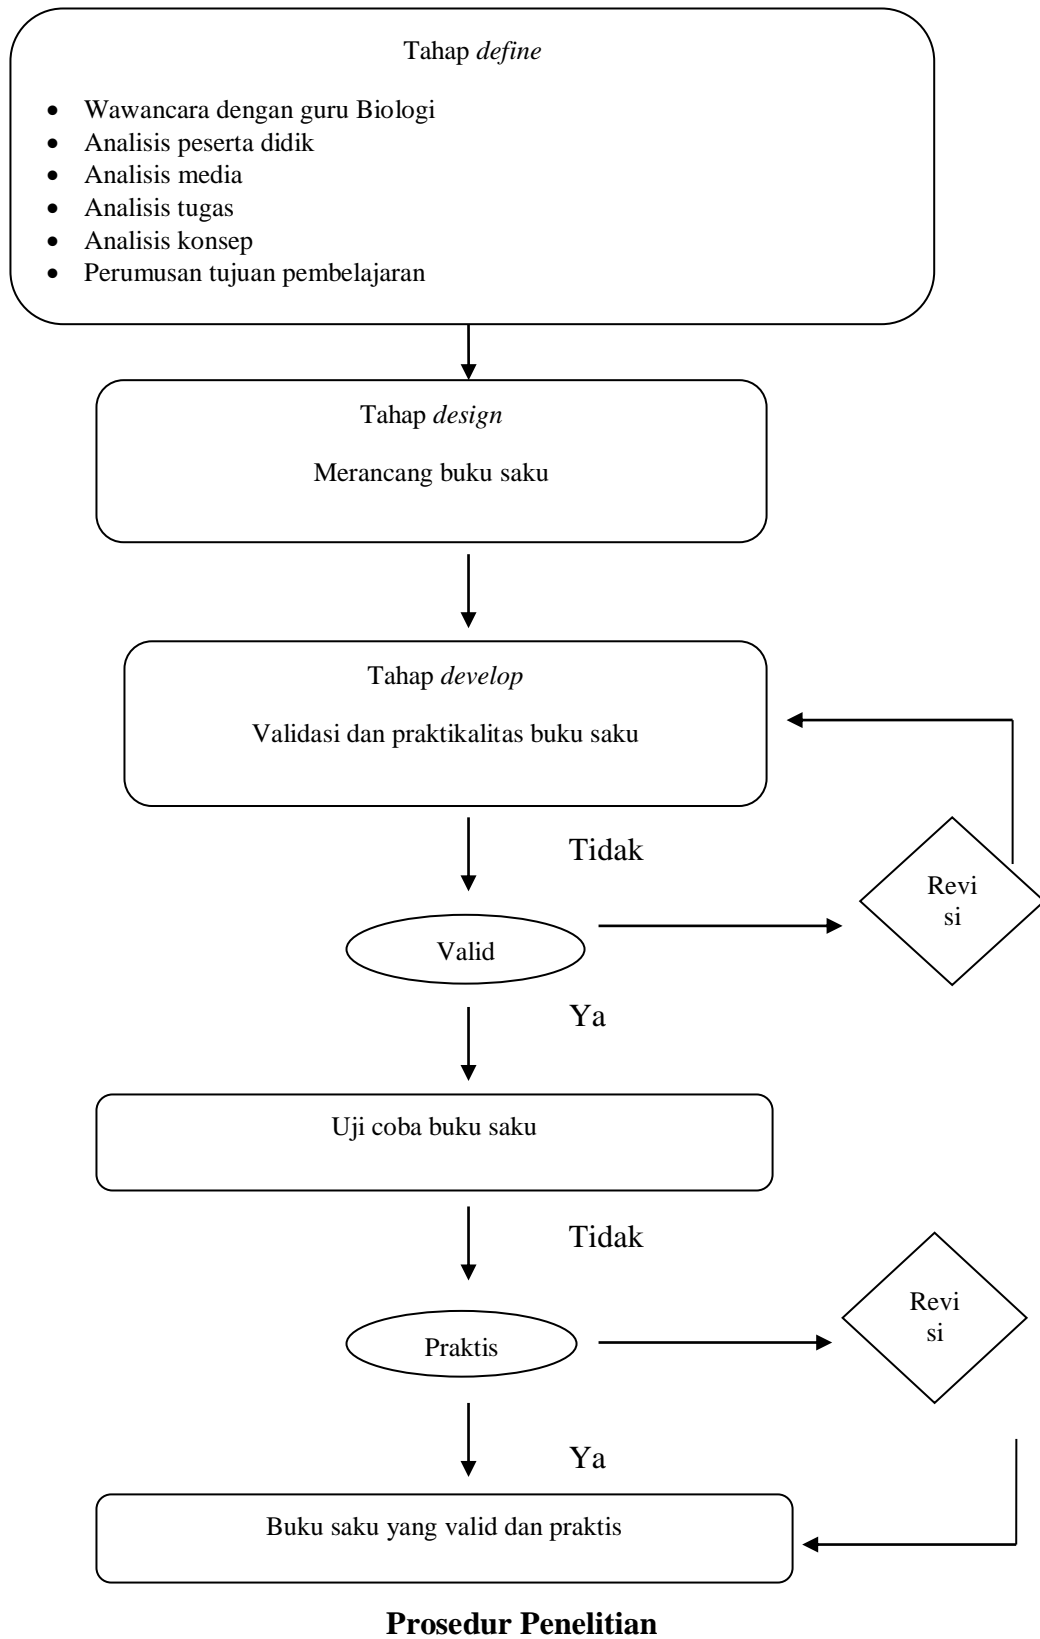 Tahap define
• Wawancara dengan guru Biologi
• Analisis peserta didik
• Analisis media
• Analisis tugas
• Analisis konsep
• Perumusan tujuan pembelajaran
Tahap design
Merancang buku saku
Tahap develop
Validasi dan praktikalitas buku saku
Tidak
Revi
si
Valid
Ya
Uji coba buku saku
Tidak
Revi
si
Praktis
Ya
Buku saku yang valid dan praktis
Prosedur Penelitian